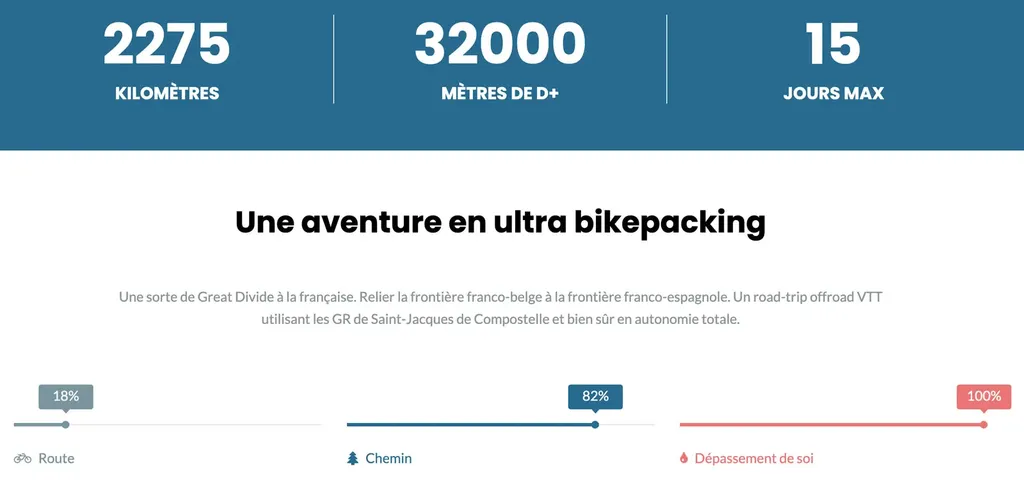 2275
KILOMÈTRES
32000
MÈTRES DE D+
15
JOURS MAX
Une aventure en ultra bikepacking
Une sorte de Great Divide à la française. Relier la frontière franco-belge à la frontière franco-espagnole. Un road-trip offroad VTT
utilisant les GR de Saint-Jacques de Compostelle et bien sûr en autonomie totale.
18%
Route
82%
Chemin
100%
Dépassement de soi